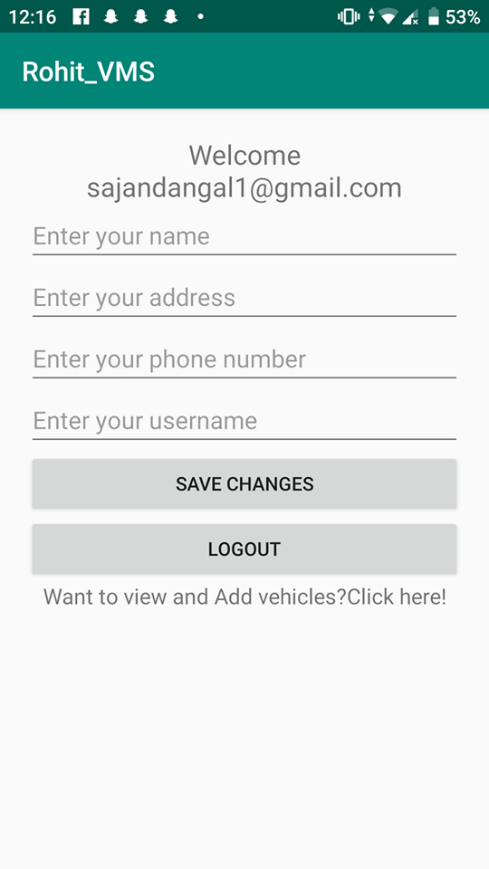 12:16 53%
Rohit_VMS
Welcome
sajandangal1@gmail.com
Enter your name
Enter your address
Enter your phone number
Enter your username
SAVE CHANGES
LOGOUT
Want to view and Add vehicles?Click here!